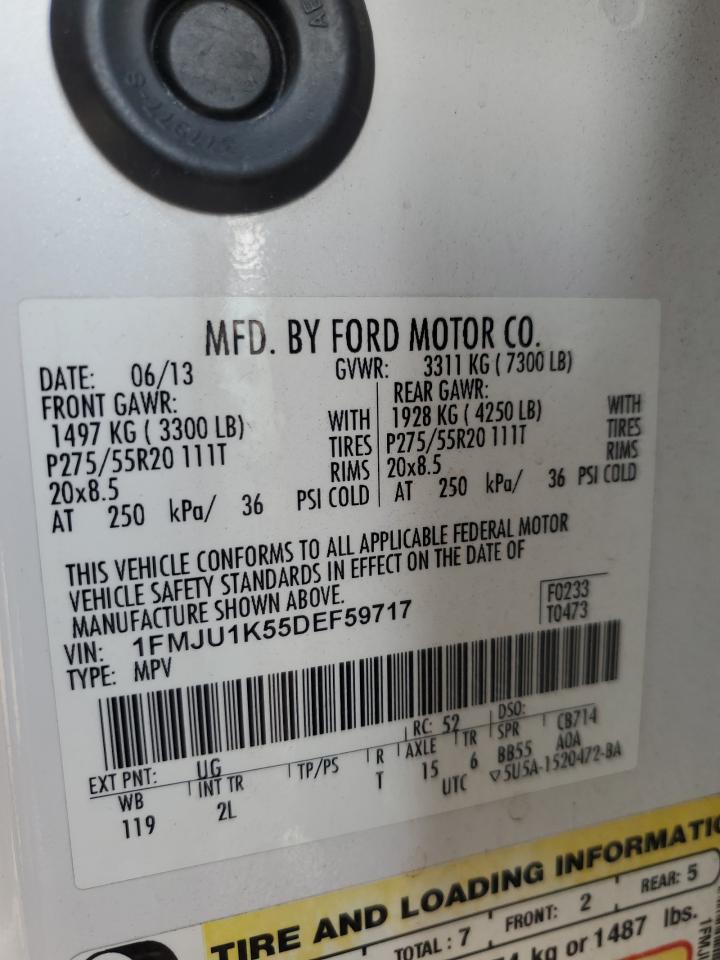 AE
317977-S
MFD. BY FORD MOTOR CO.
DATE: 06/13 GVWR: 3311 KG ( 7300 LB)
FRONT GAWR: REAR GAWR:
1497 KG ( 3300 LB) WITH 1928 KG ( 4250 LB) WITH
P275/55R20 111T TIRES P275/55R20 111T TIRES
20x8.5 RIMS 20x8.5 RIMS
AT 250 kPa/ 36 PSI COLD AT 250 kPa/ 36 PSI COLD
THIS VEHICLE CONFORMS TO ALL APPLICABLE FEDERAL MOTOR
VEHICLE SAFETY STANDARDS IN EFFECT ON THE DATE OF
MANUFACTURE SHOWN ABOVE.
F0233
VIN: 1FMJU1K55DEF59717 T0473
TYPE: MPV
EXT PNT: UG RC: 52 DSO: CB714
WB INT TR TP/PS R AXLE TR SPR A0A
119 2L T 15 6 BB55
UTC ▽5U5A-1520472-BA
TIRE AND LOADING INFORMATIO
TOTAL : 7 FRONT: 2 REAR: 5
kg or 1487 lbs.
1FMJU